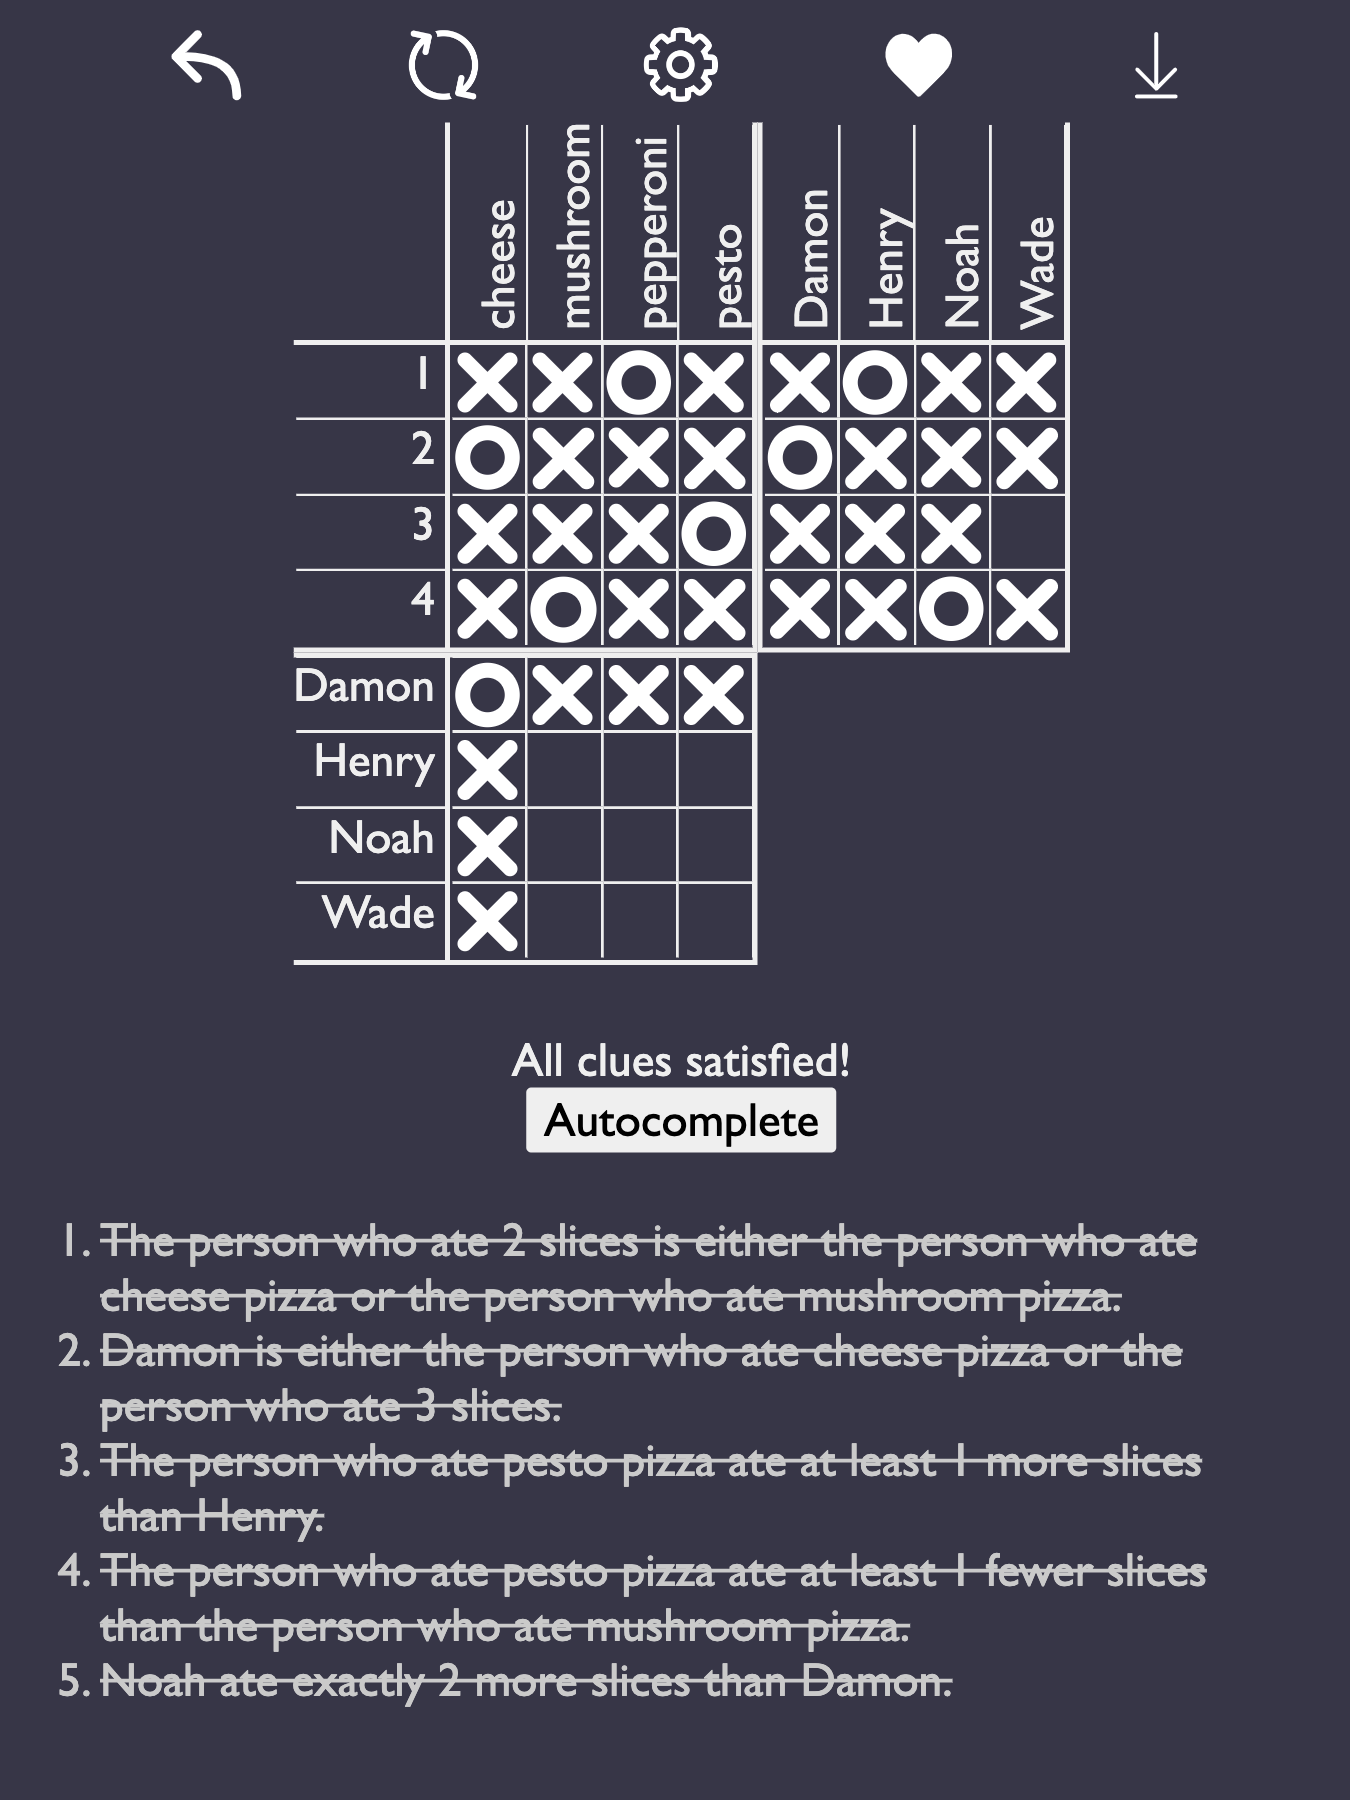 cheese
mushroom
pepperoni
pesto
Damon
Henry
Noah
Wade
1
2
3
4
Damon
Henry
Noah
Wade
All clues satisfied!
Autocomplete
1. The person who ate 2 slices is either the person who ate
cheese pizza or the person who ate mushroom pizza.
2. Damon is either the person who ate cheese pizza or the
person who ate 3 slices.
3. The person who ate pesto pizza ate at least 1 more slices
than Henry.
4. The person who ate pesto pizza ate at least 1 fewer slices
than the person who ate mushroom pizza.
5. Noah ate exactly 2 more slices than Damon.